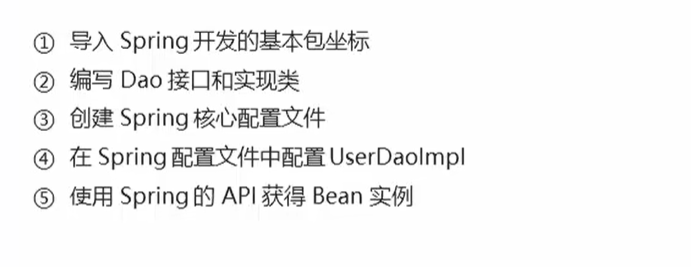 ① 导入 Spring 开发的基本包坐标
② 编写 Dao 接口和实现类
③ 创建 Spring 核心配置文件
④ 在 Spring 配置文件中配置 UserDaoImpl
⑤ 使用 Spring 的 API 获得 Bean 实例